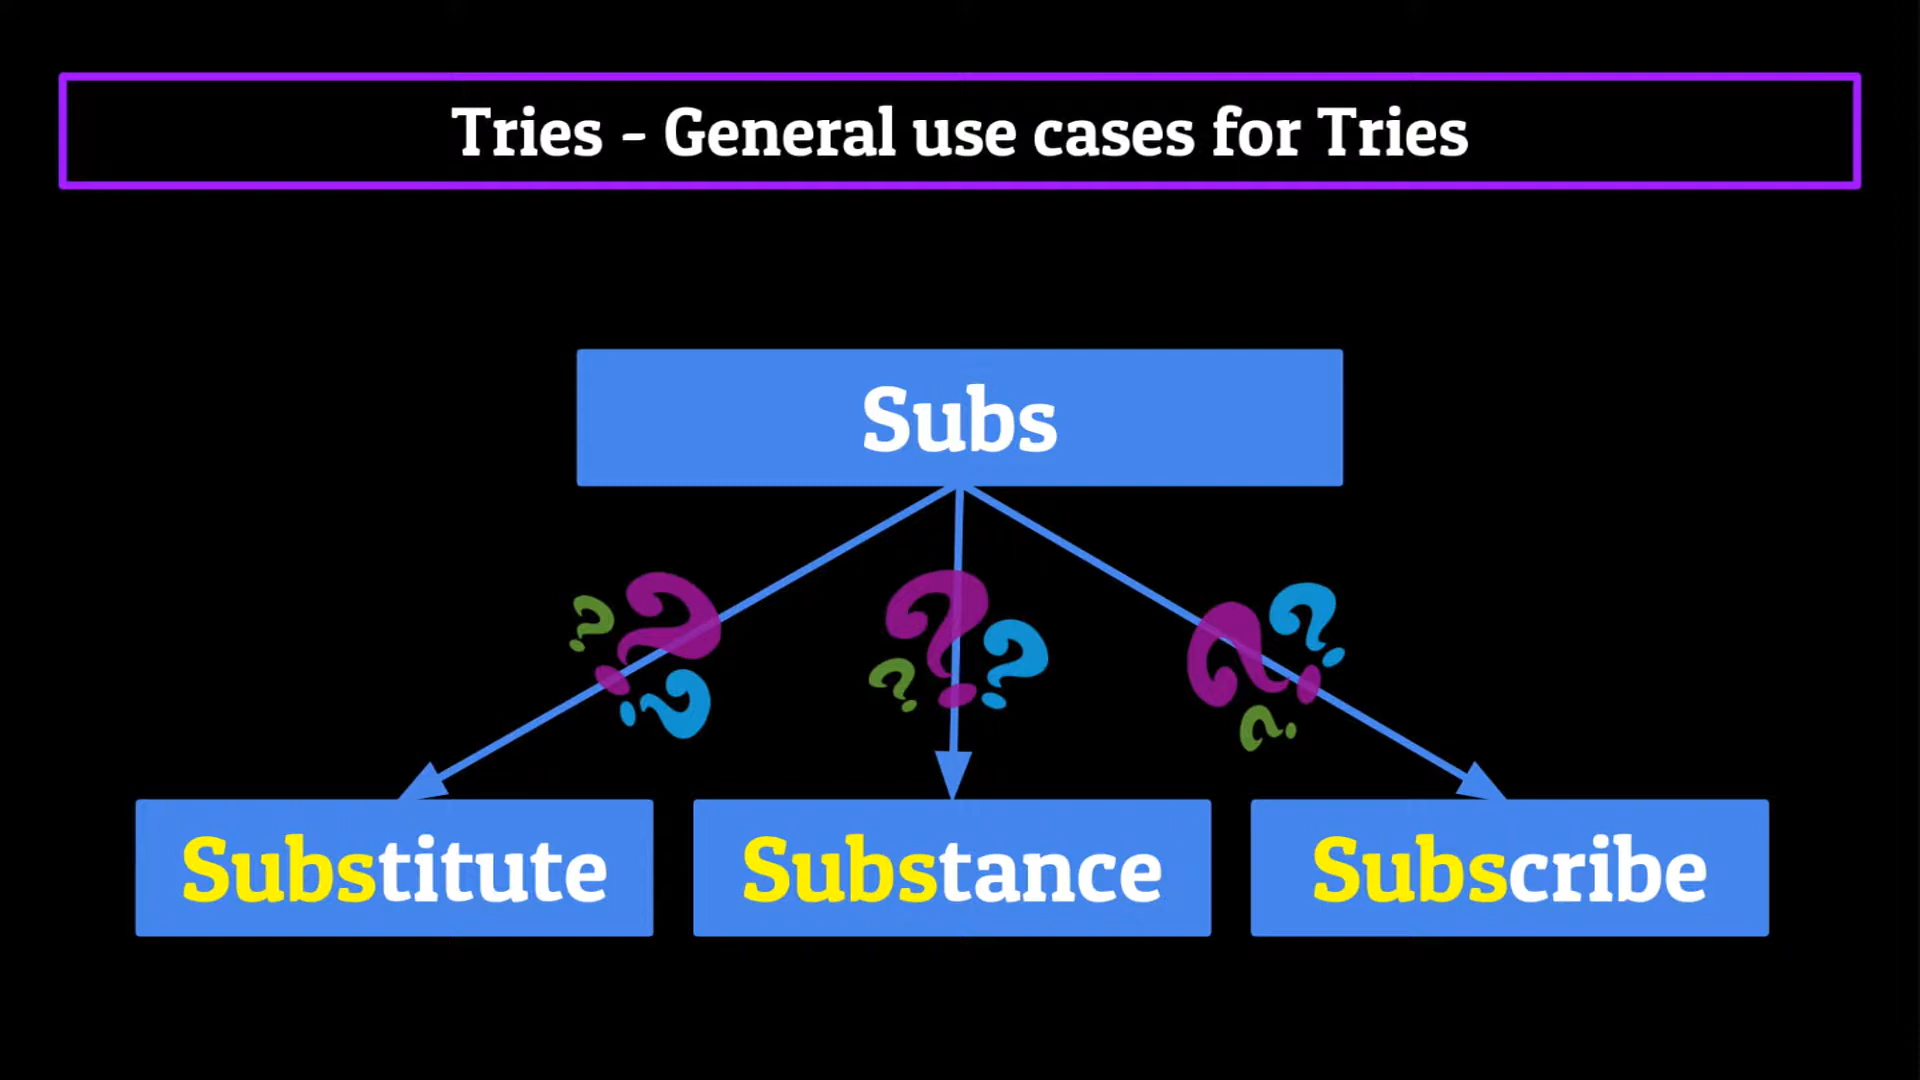 Tries - General use cases for Tries
Subs
? ? ? ? ? ? ? ? ?
Substitute Substance Subscribe